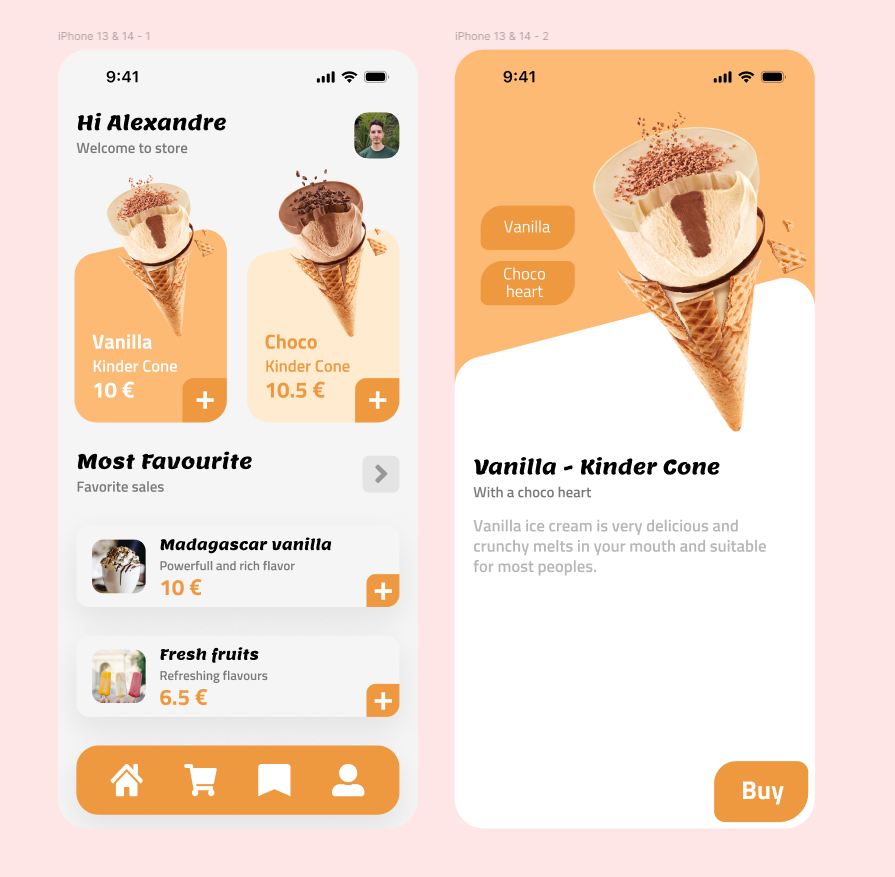 iPhone 13 & 14 - 1
9:41
Hi Alexandre
Welcome to store
Vanilla
Kinder Cone
10 €
+
Choco
Kinder Cone
10.5 €
+
Most Favourite
Favorite sales
Madagascar vanilla
Powerfull and rich flavor
10 €
+
Fresh fruits
Refreshing flavours
6.5 €
+
iPhone 13 & 14 - 2
9:41
Vanilla
Choco
heart
Vanilla - Kinder Cone
With a choco heart
Vanilla ice cream is very delicious and
crunchy melts in your mouth and suitable
for most peoples.
Buy